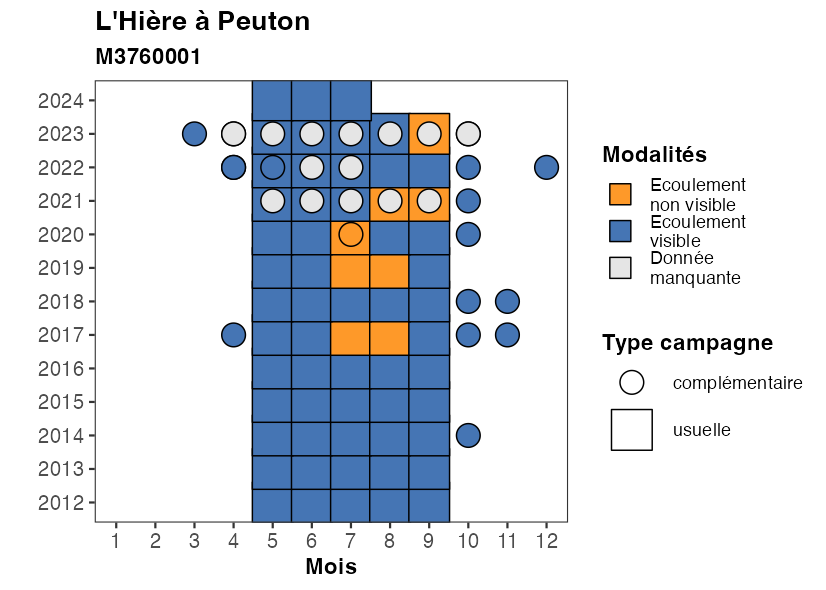 L'Hière à Peuton
M3760001
2024
2023
2022
2021
2020
2019
2018
2017
2016
2015
2014
2013
2012
1 2 3 4 5 6 7 8 9 10 11 12
Mois
Modalités
Ecoulement
non visible
Ecoulement
visible
Donnée
manquante
Type campagne
complémentaire
usuelle